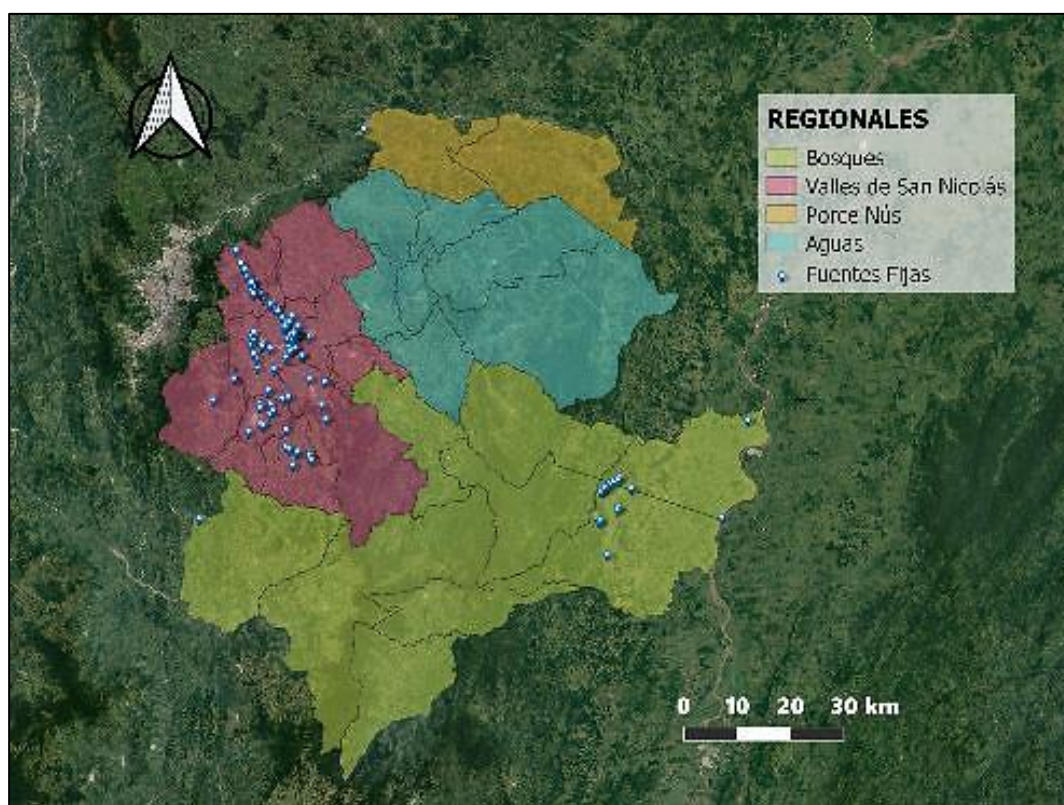 REGIONALES
Bosques
Valles de San Nicolás
Porce Nús
Aguas
Fuentes Fijas
0 10 20 30 km